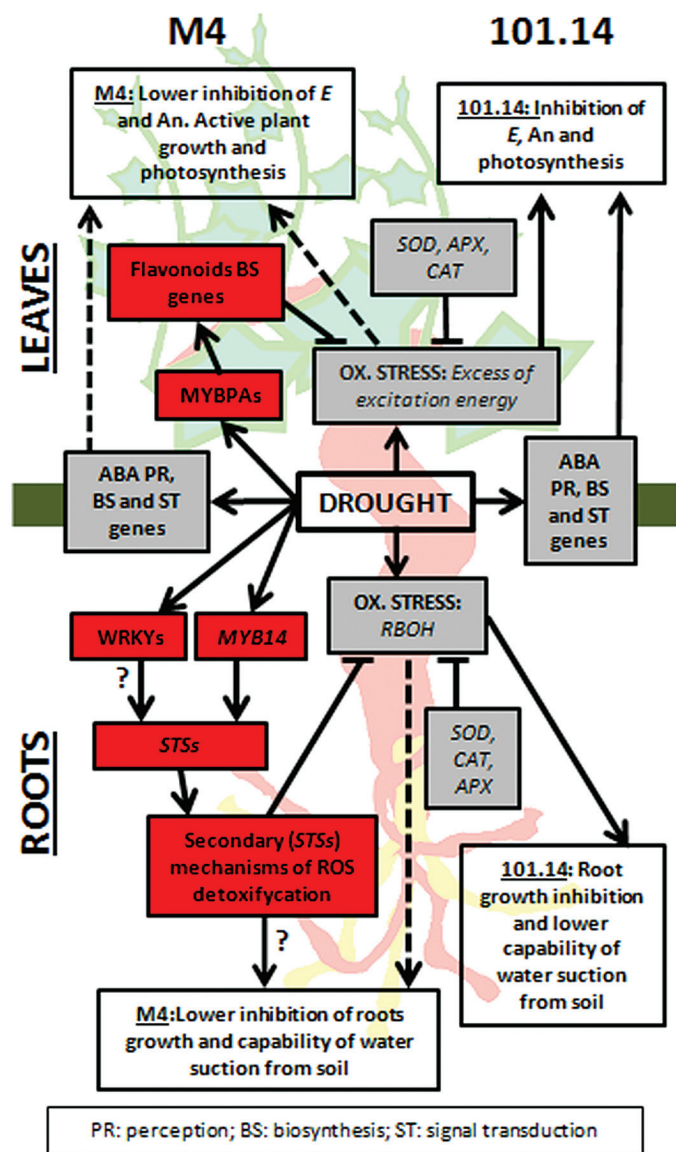 M4
101.14
M4: Lower inhibition of E
and An. Active plant
growth and
photosynthesis
101.14: Inhibition of
E, An and
photosynthesis
LEAVES
Flavonoids BS
genes
SOD, APX,
CAT
MYBPAs
OX. STRESS: Excess of
excitation energy
ABA PR,
BS and ST
genes
DROUGHT
ABA
PR, BS
and ST
genes
OX. STRESS:
RBOH
WRKYs
MYB14
?
STSs
SOD,
CAT,
APX
ROOTS
Secondary (STSs)
mechanisms of ROS
detoxifycation
?
101.14: Root
growth inhibition
and lower
capability of
water suction
from soil
M4:Lower inhibition of roots
growth and capability of water
suction from soil
PR: perception; BS: biosynthesis; ST: signal transduction